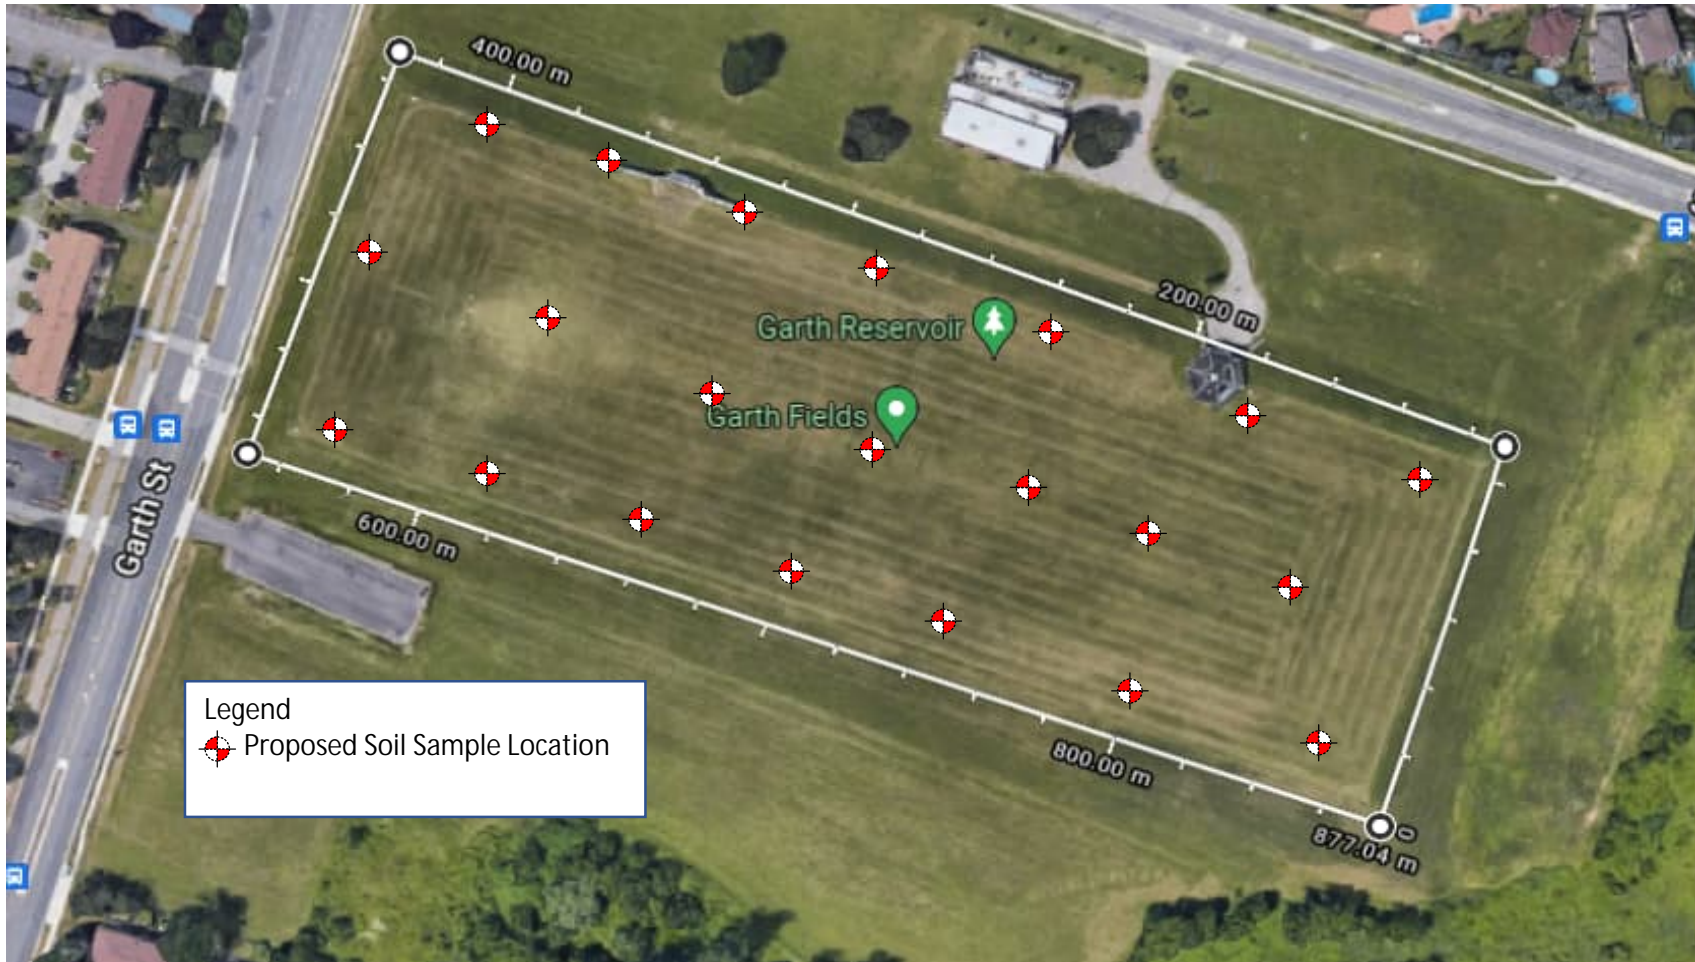 400.00 m
200.00 m
Garth Reservoir
Garth Fields
Garth St
600.00 m
Legend
Proposed Soil Sample Location
800.00 m
0
877.04 m